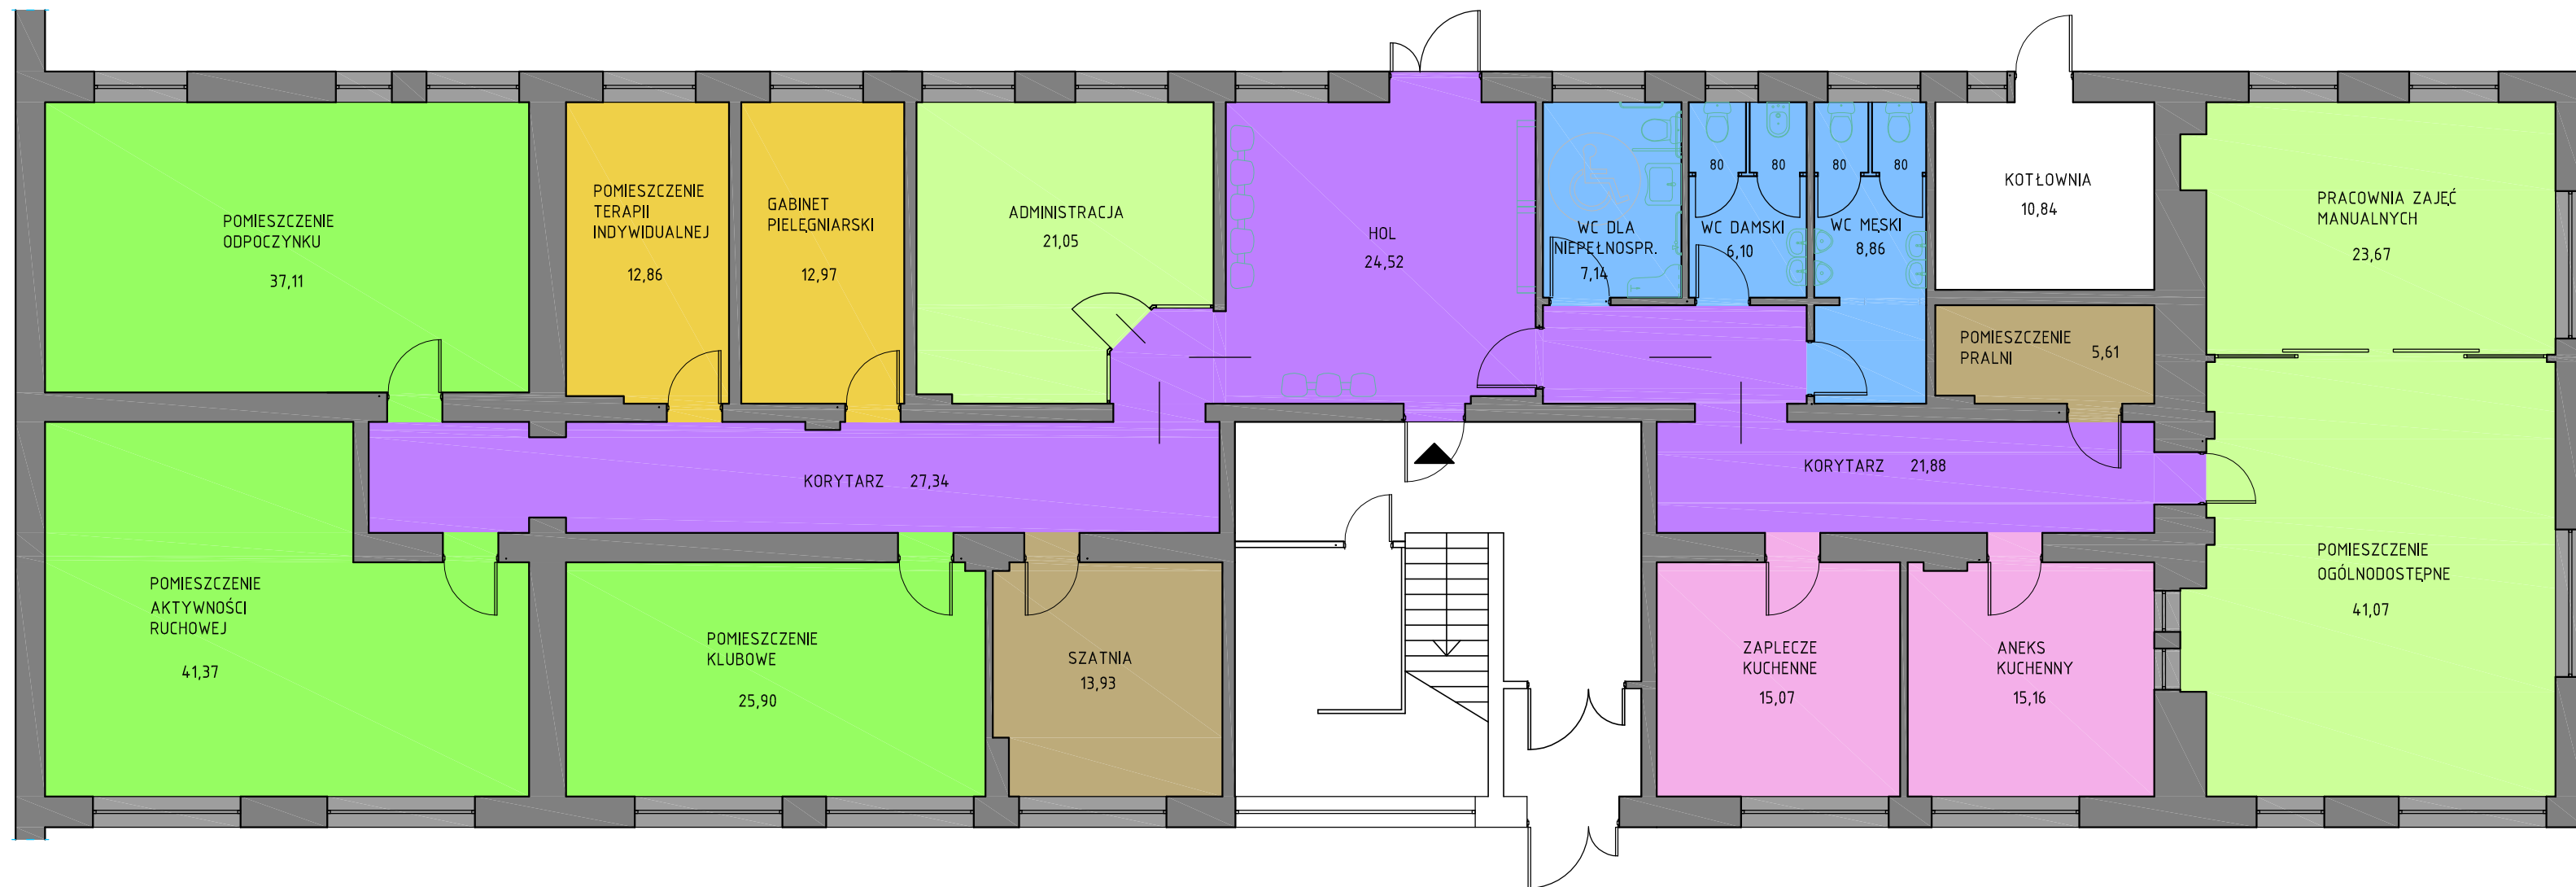 POMIESZCZENIE
ODPOCZYNKU
37,11
POMIESZCZENIE
TERAPII
INDYWIDUALNEJ
12,86
GABINET
PIELĘGNIARSKI
12,97
ADMINISTRACJA
21,05
HOL
24,52
WC DLA
NIEPEŁNOSPR.
7,14
80
80
WC DAMSKI
6,10
80
80
WC MĘSKI
8,86
KOTŁOWNIA
10,84
PRACOWNIA ZAJĘĆ
MANUALNYCH
23,67
POMIESZCZENIE
PRALNI
5,61
KORYTARZ 27,34
KORYTARZ 21,88
POMIESZCZENIE
AKTYWNOŚCI
RUCHOWEJ
41,37
POMIESZCZENIE
KLUBOWE
25,90
SZATNIA
13,93
ZAPLECZE
KUCHENNE
15,07
ANEKS
KUCHENNY
15,16
POMIESZCZENIE
OGÓLNODOSTĘPNE
41,07